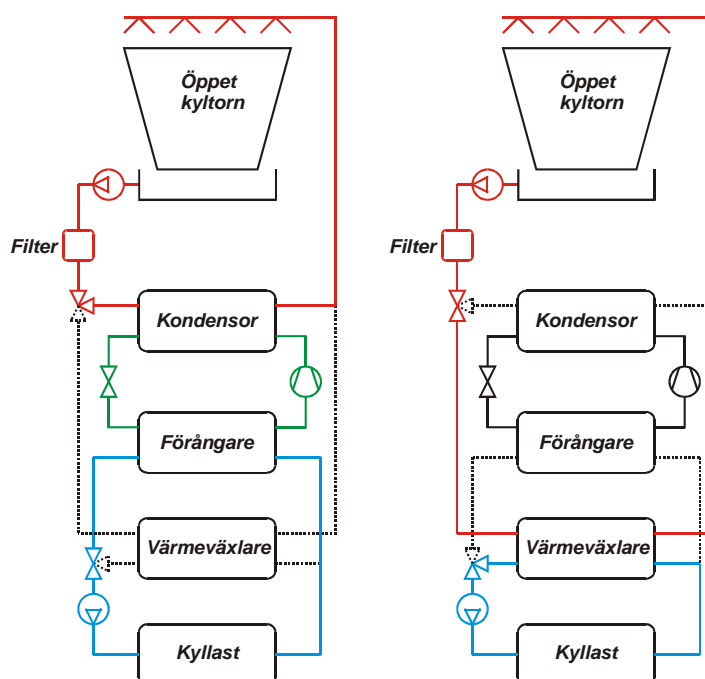 Öppet
kyltorn
Filter
Kondensor
Förångare
Värmeväxlare
Kyllast
Öppet
kyltorn
Filter
Kondensor
Förångare
Värmeväxlare
Kyllast